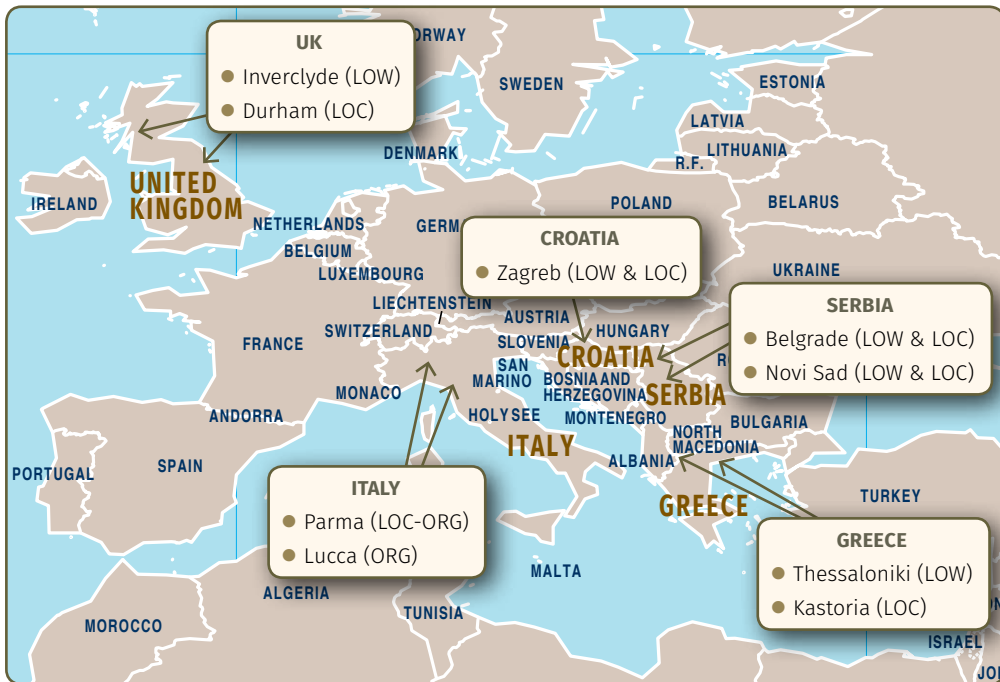 ORWAY
SWEDEN
ESTONIA
LATVIA
LITHUANIA
R.F.
DENMARK
UK
Inverclyde (LOW)
Durham (LOC)
IRELAND
UNITED
KINGDOM
NETHERLANDS
BELGIUM
LUXEMBOURG
GERM
POLAND
BELARUS
UKRAINE
CROATIA
Zagreb (LOW & LOC)
LIECHTENSTEIN
SWITZERLAND
AUSTRIA
SLOVENIA
HUNGARY
FRANCE
CROATIA
SERBIA
Belgrade (LOW & LOC)
Novi Sad (LOW & LOC)
RO
SAN
MARINO
BOSNIA AND
HERZEGOVINA
SERBIA
MONACO
ANDORRA
HOLY SEE
MONTENEGRO
BULGARIA
NORTH
MACEDONIA
ITALY
ALBANIA
PORTUGAL
SPAIN
GREECE
TURKEY
ITALY
Parma (LOC-ORG)
Lucca (ORG)
GREECE
Thessaloniki (LOW)
Kastoria (LOC)
MALTA
ALGERIA
TUNISIA
MOROCCO
ISRAEL
JO